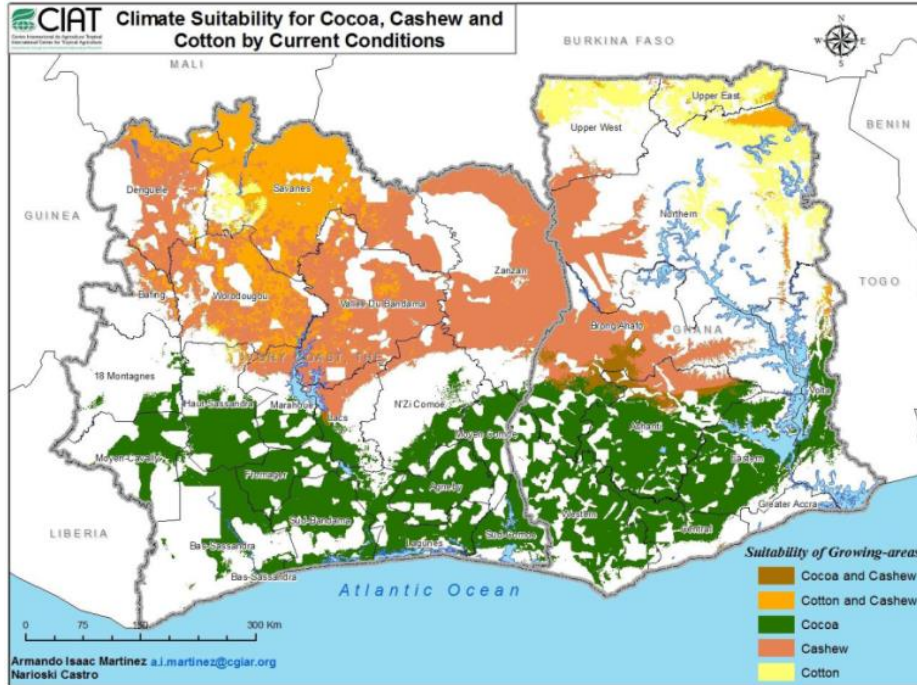 CIAT
Centro Internacional de Agricultura Tropical
International Center for Tropical Agriculture
Climate Suitability for Cocoa, Cashew and
Cotton by Current Conditions
N
W E
S
BURKINA FASO
MALI
BENIN
GUINEA
TOGO
LIBERIA
GHANA
Upper East
Upper West
Denguele
Savanes
Northern
Zanzan
Bafing
Worodougou
Vallee Du Bandama
Brong Ahafo
18 Montagnes
Haut-Sassandra
Marahoue
Lacs
N'Zi Comoe
Volta
Moyen Comoe
Ashanti
Moyen-Cavally
Fromager
Agneby
Eastern
Western
Greater Accra
Sud-Bandama
Central
Lagunes
Sud-Comoe
Bas-Sassandra
Bas-Sassandra
Atlantic Ocean
Suitability of Growing-areas
Cocoa and Cashew
Cotton and Cashew
Cocoa
Cashew
Cotton
0 75 150 300 KM
Armando Isaac Martinez a.i.martinez@cgiar.org
Narioski Castro